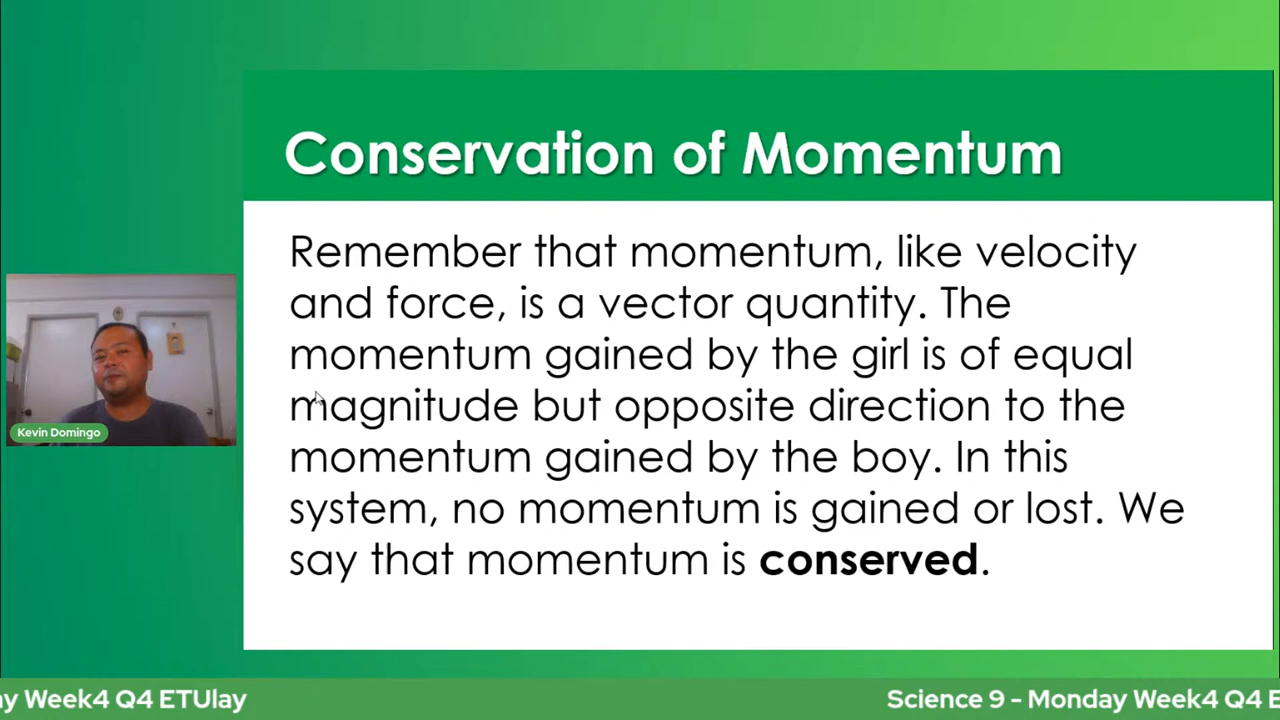 Conservation of Momentum
Remember that momentum, like velocity
and force, is a vector quantity. The
momentum gained by the girl is of equal
magnitude but opposite direction to the
momentum gained by the boy. In this
system, no momentum is gained or lost. We
say that momentum is conserved.
Kevin Domingo
Week4 Q4 ETUlay
Science 9 - Monday Week4 Q4